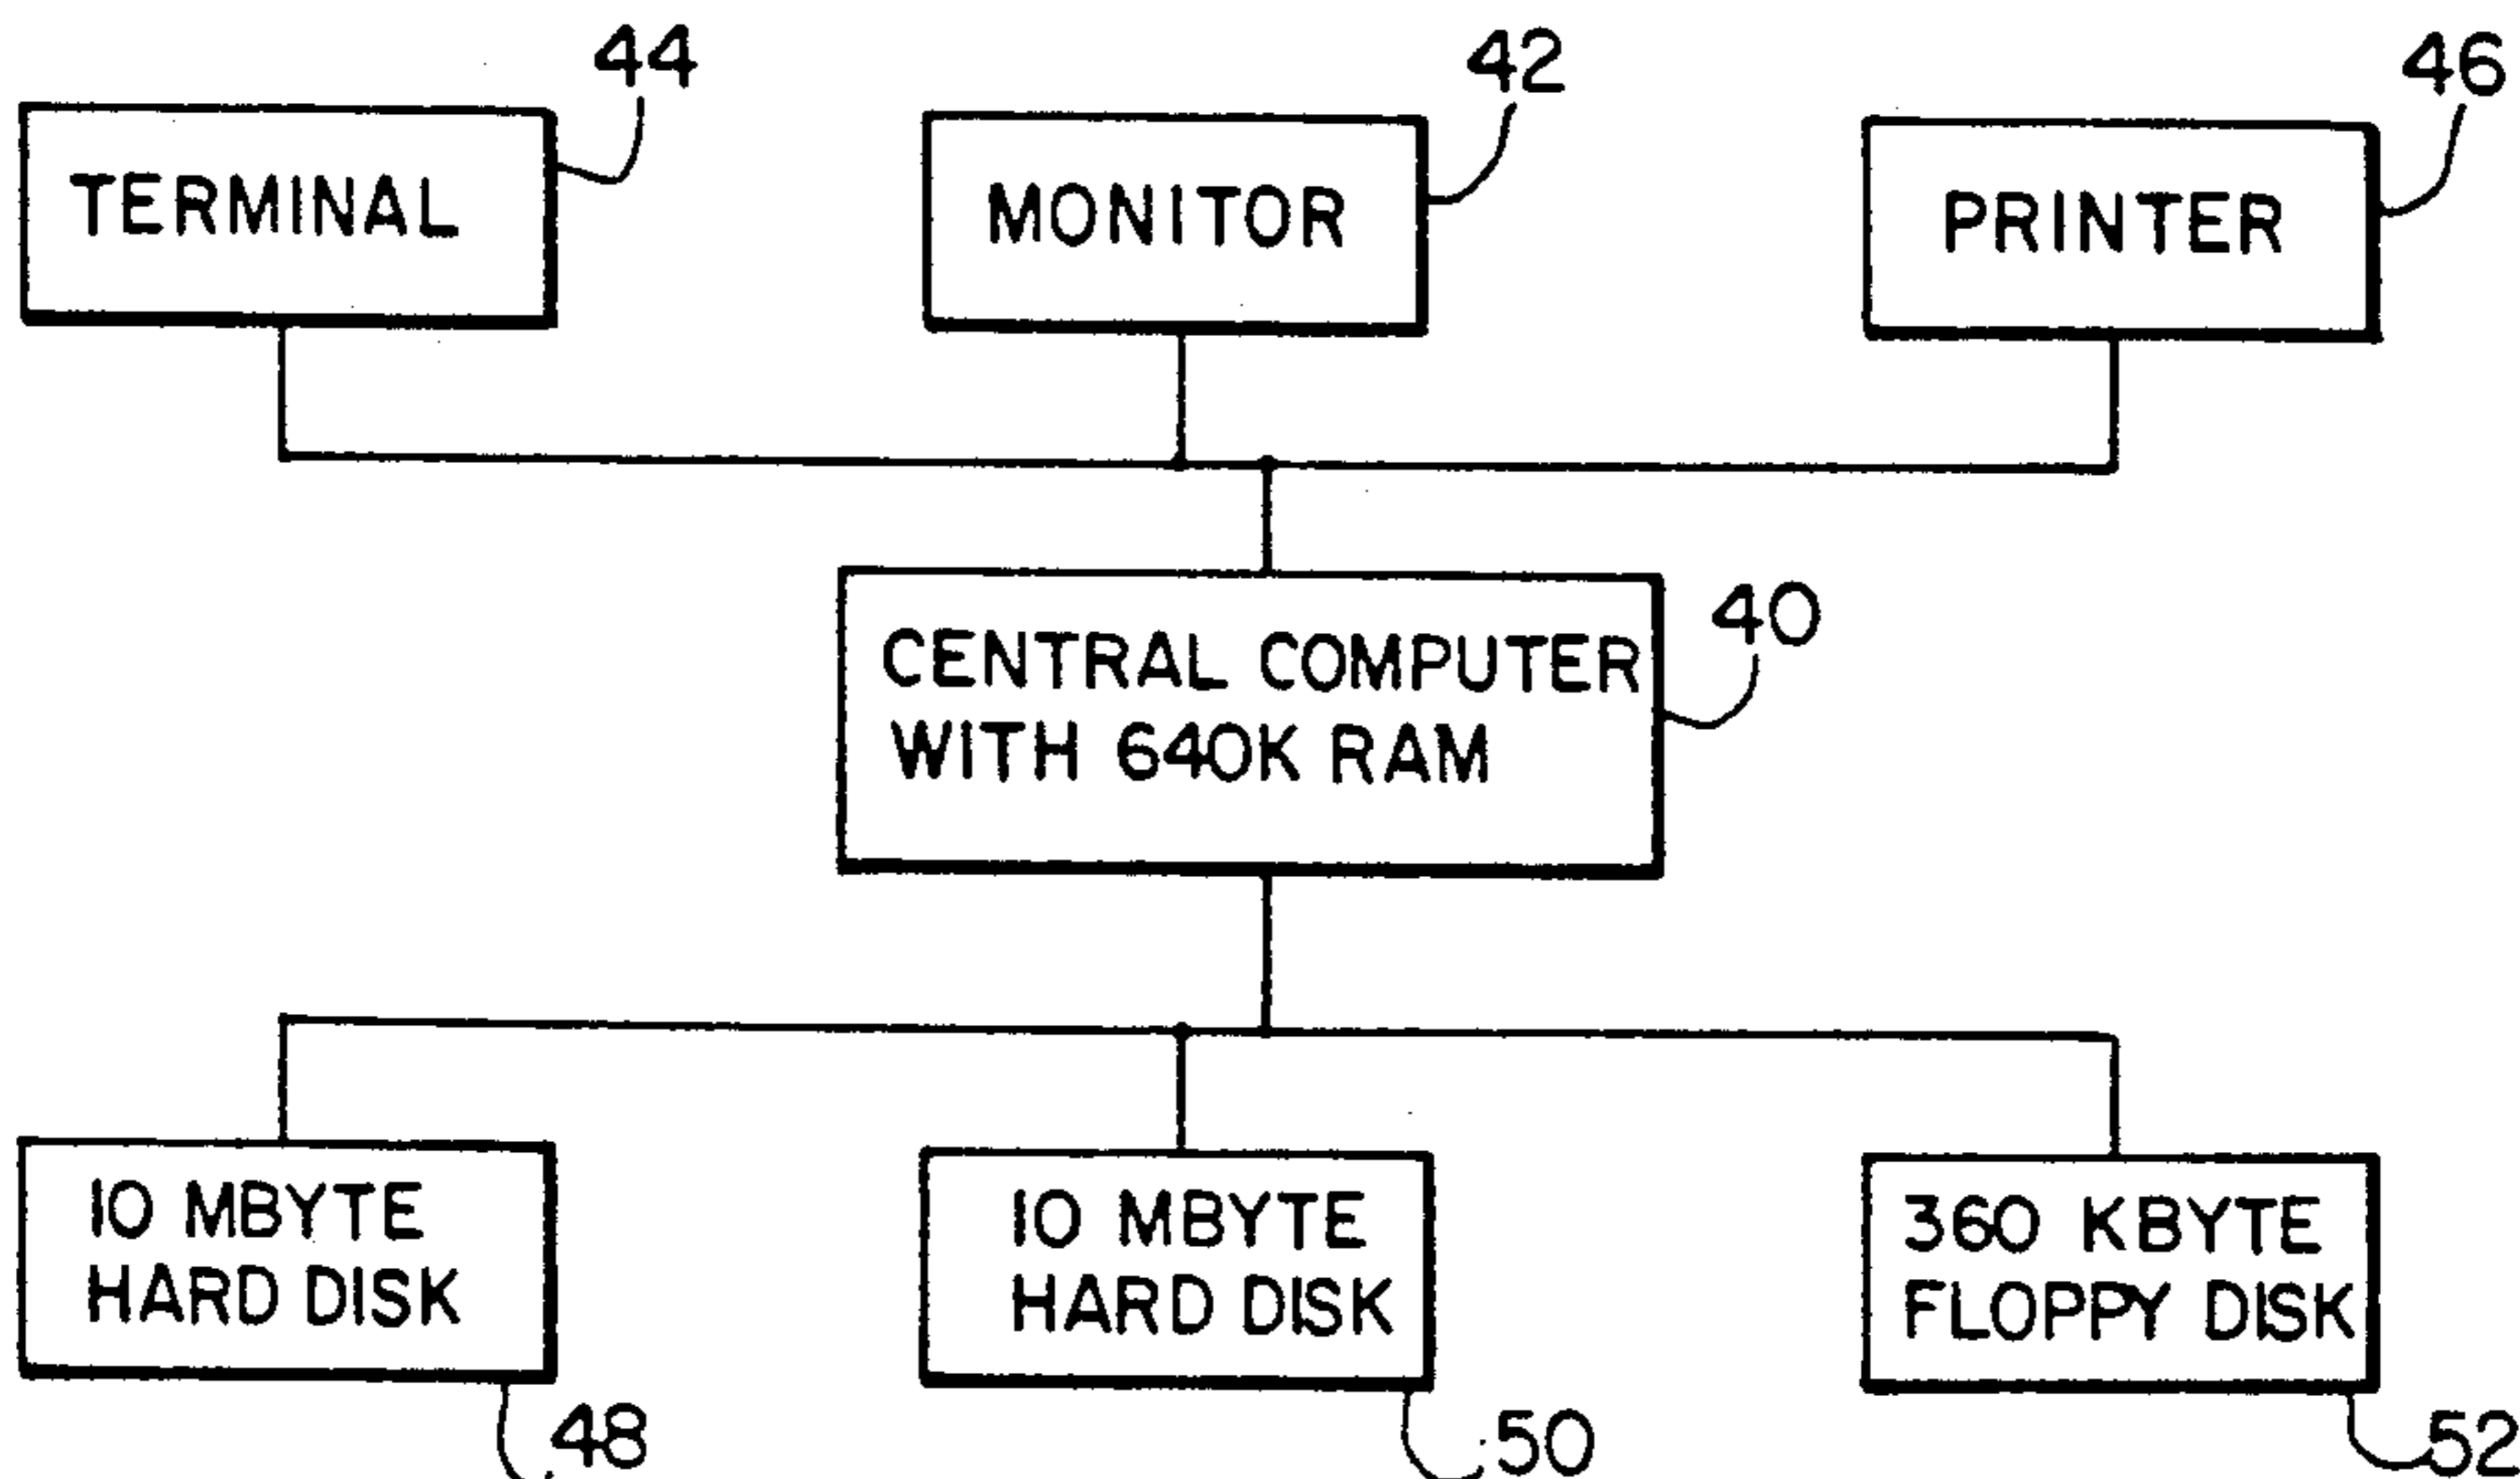 44
42
46
TERMINAL
MONITOR
PRINTER
40
CENTRAL COMPUTER
WITH 640K RAM
10 MBYTE
HARD DISK
10 MBYTE
HARD DISK
360 KBYTE
FLOPPY DISK
48
50
52